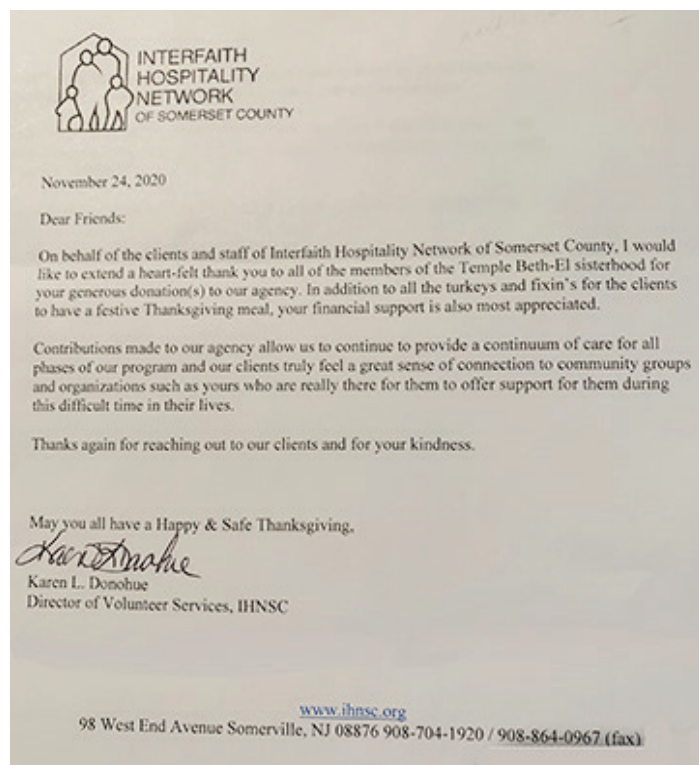 INTERFAITH
HOSPITALITY
NETWORK
OF SOMERSET COUNTY
November 24, 2020
Dear Friends:
On behalf of the clients and staff of Interfaith Hospitality Network of Somerset County, I would
like to extend a heart-felt thank you to all of the members of the Temple Beth-El sisterhood for
your generous donation(s) to our agency. In addition to all the turkeys and fixin's for the clients
to have a festive Thanksgiving meal, your financial support is also most appreciated.
Contributions made to our agency allow us to continue to provide a continuum of care for all
phases of our program and our clients truly feel a great sense of connection to community groups
and organizations such as yours who are really there for them to offer support for them during
this difficult time in their lives.
Thanks again for reaching out to our clients and for your kindness.
May you all have a Happy & Safe Thanksgiving,
Karen Donohue
Karen L. Donohue
Director of Volunteer Services, IHNSC
www.ihnsc.org
98 West End Avenue Somerville, NJ 08876 908-704-1920 / 908-864-0967 (fax)